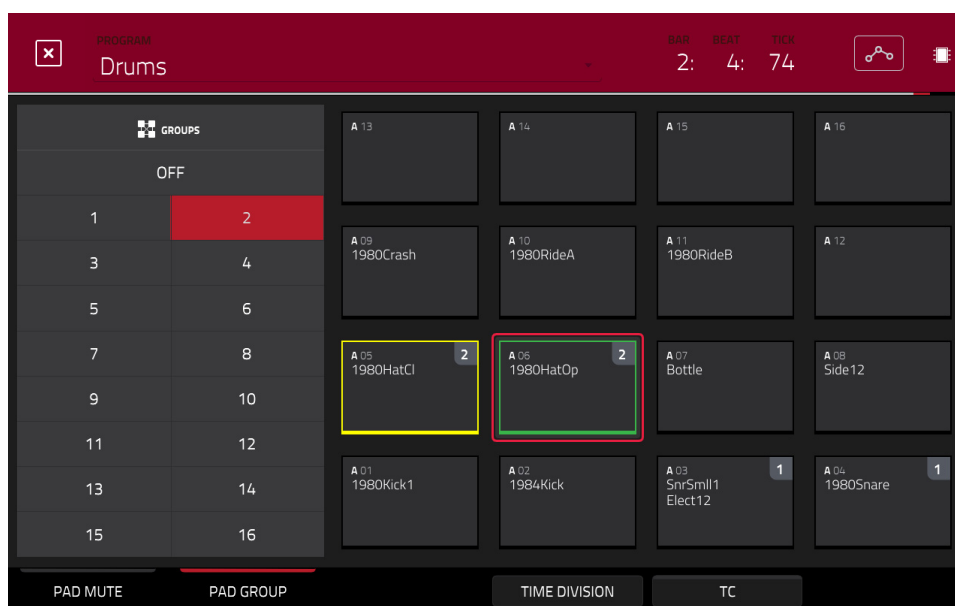 PROGRAM
Drums
BAR BEAT TICK
2: 4: 74
GROUPS
OFF
1 2
3 4
5 6
7 8
9 10
11 12
13 14
15 16
A 13
A 14
A 15
A 16
A 09
1980Crash
A 10
1980RideA
A 11
1980RideB
A 12
A 05 2
1980HatCl
A 06 2
1980HatOp
A 07
Bottle
A 08
Side12
A 01
1980Kick1
A 02
1984Kick
A 03 1
SnrSmll1
Elect12
A 04 1
1980Snare
PAD MUTE
PAD GROUP
TIME DIVISION
TC